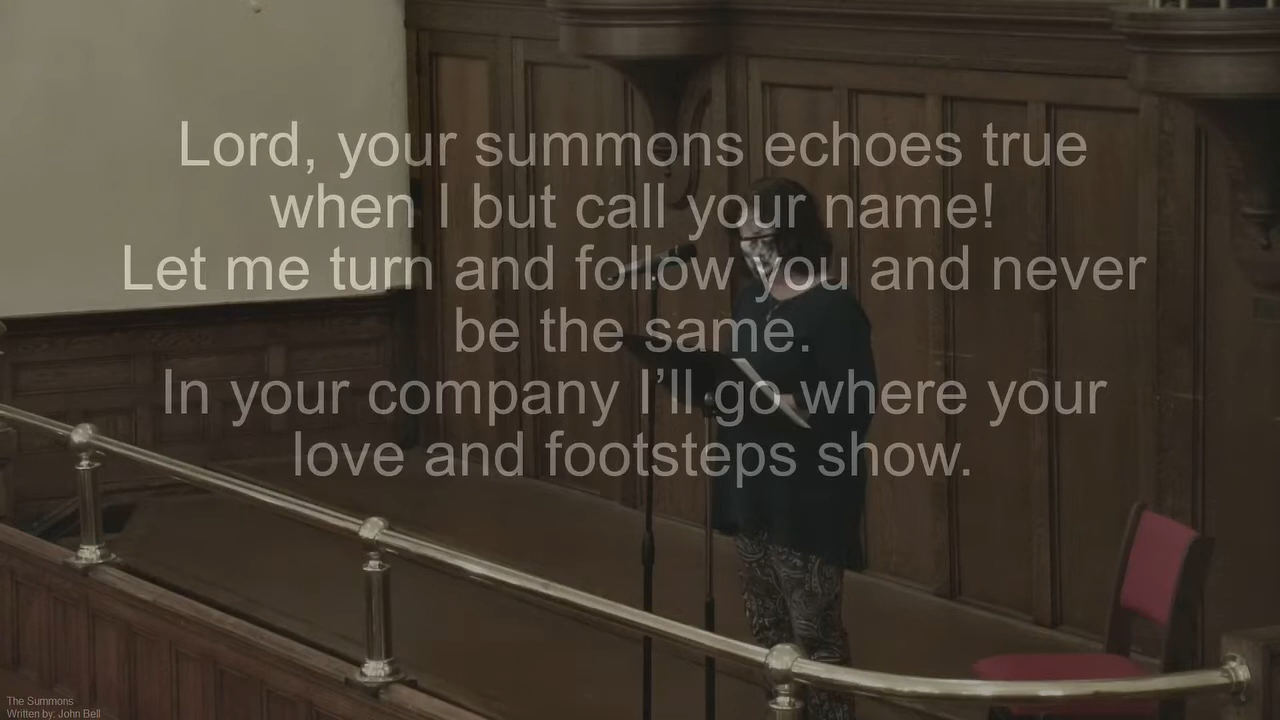 Lord, your summons echoes true
when I but call your name!
Let me turn and follow you and never
be the same.
In your company I’ll go where your
love and footsteps show.
The Summons
Written by: John Bell